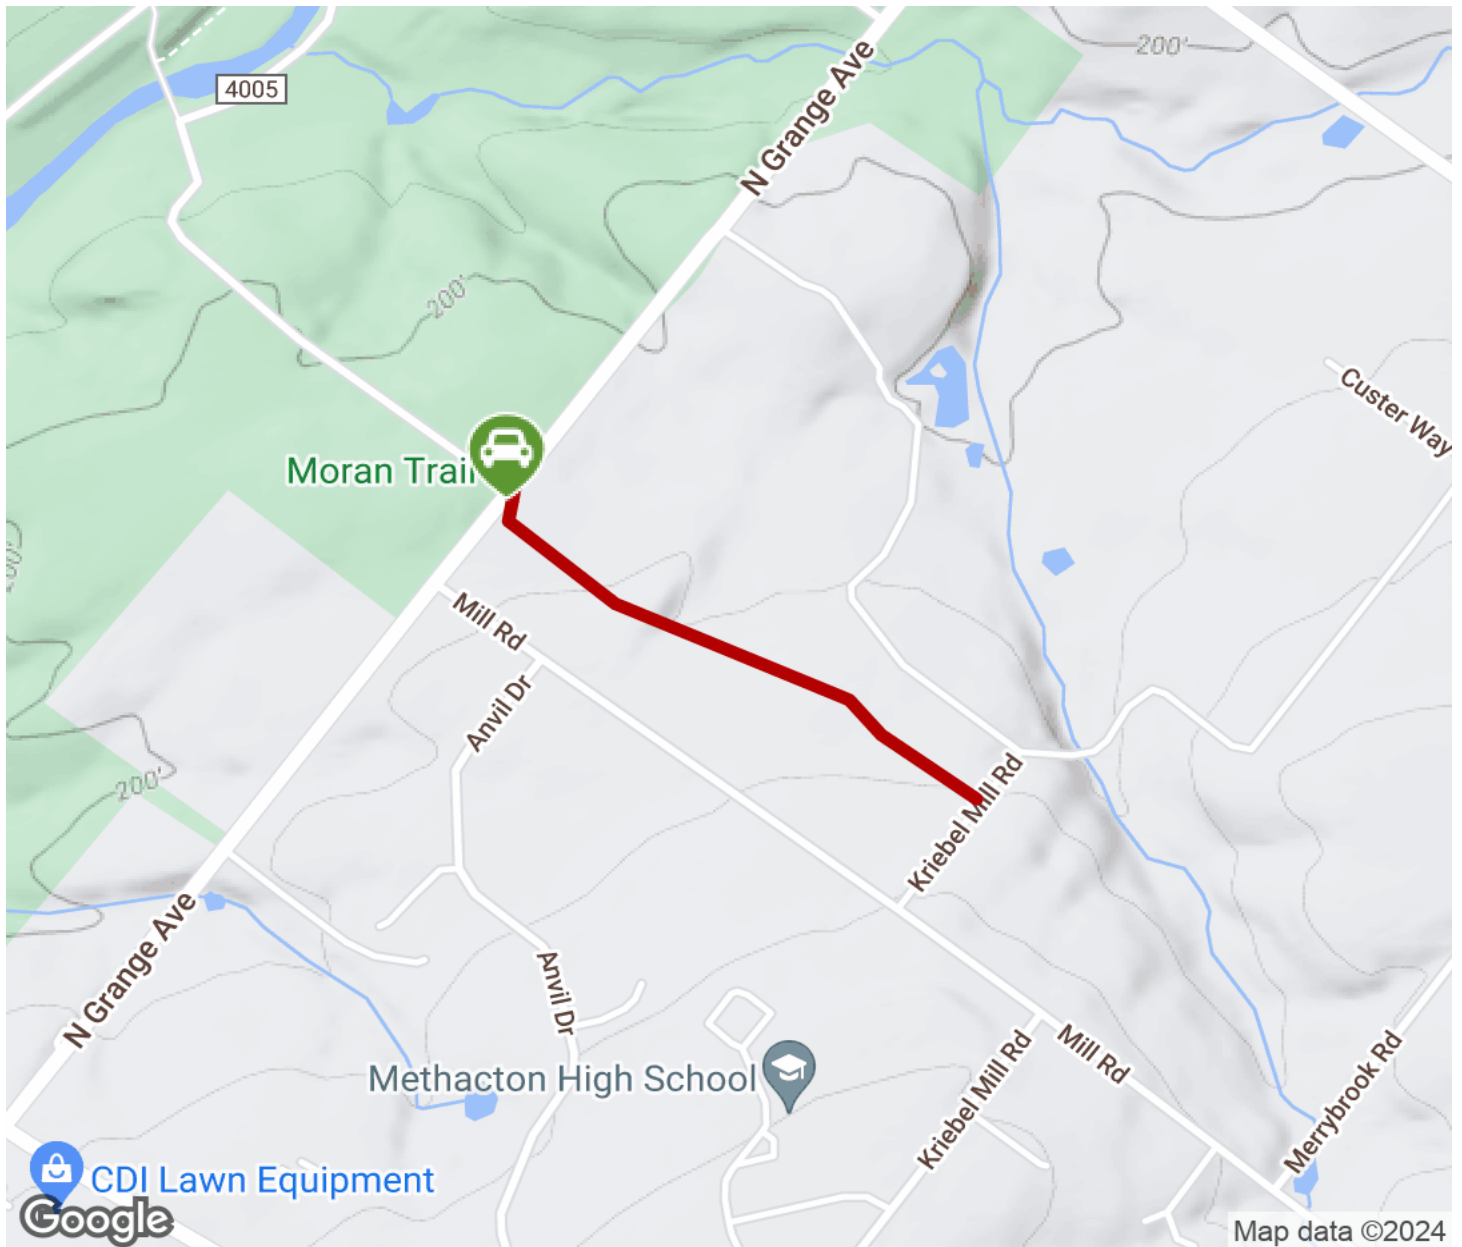 200'
4005
N Grange Ave
200'
Custer Way
Moran Trail
Mill Rd
Anvil Dr
200'
Kriebel Mill Rd
N Grange Ave
Anvil Dr
Methacton High School
Kriebel Mill Rd
Mill Rd
Merrybrook Rd
CDI Lawn Equipment
Google
Map data ©2024